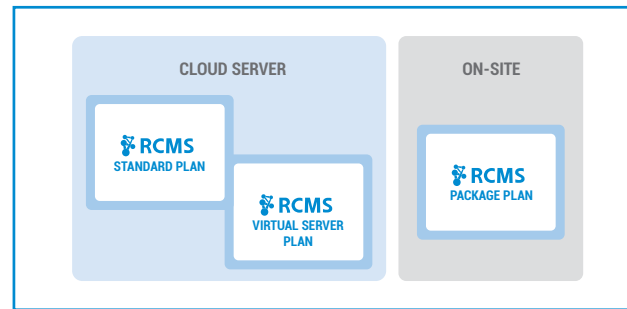 CLOUD SERVER
ON-SITE
RCMS
STANDARD PLAN
RCMS
VIRTUAL SERVER
PLAN
RCMS
PACKAGE PLAN